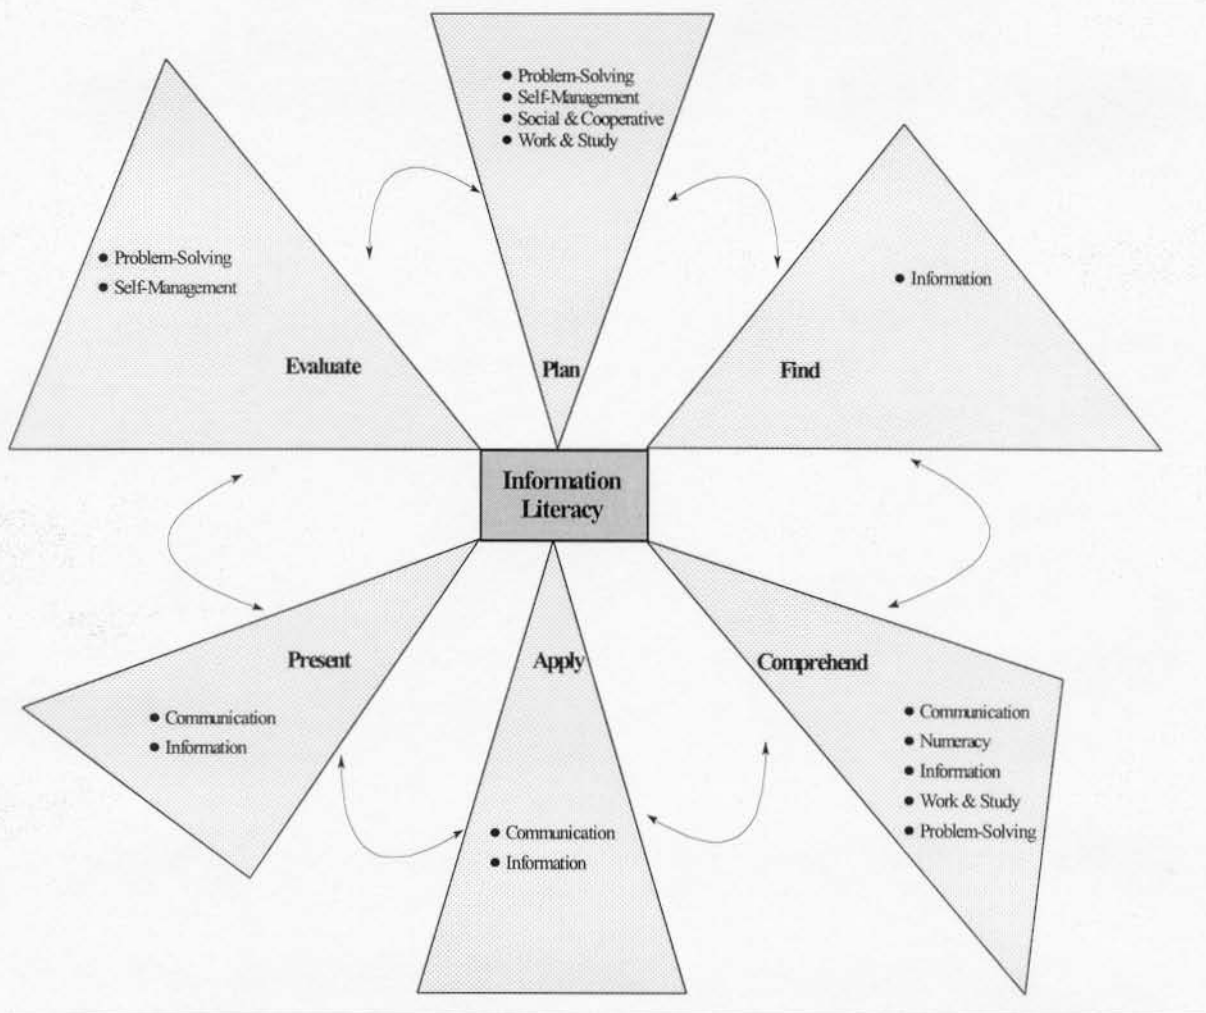 ● Problem-Solving
● Self-Management
● Social & Cooperative
● Work & Study
Plan
● Information
Find
● Problem-Solving
● Self-Management
Evaluate
Information
Literacy
Present
● Communication
● Information
Apply
● Communication
● Information
Comprehend
● Communication
● Numeracy
● Information
● Work & Study
● Problem-Solving